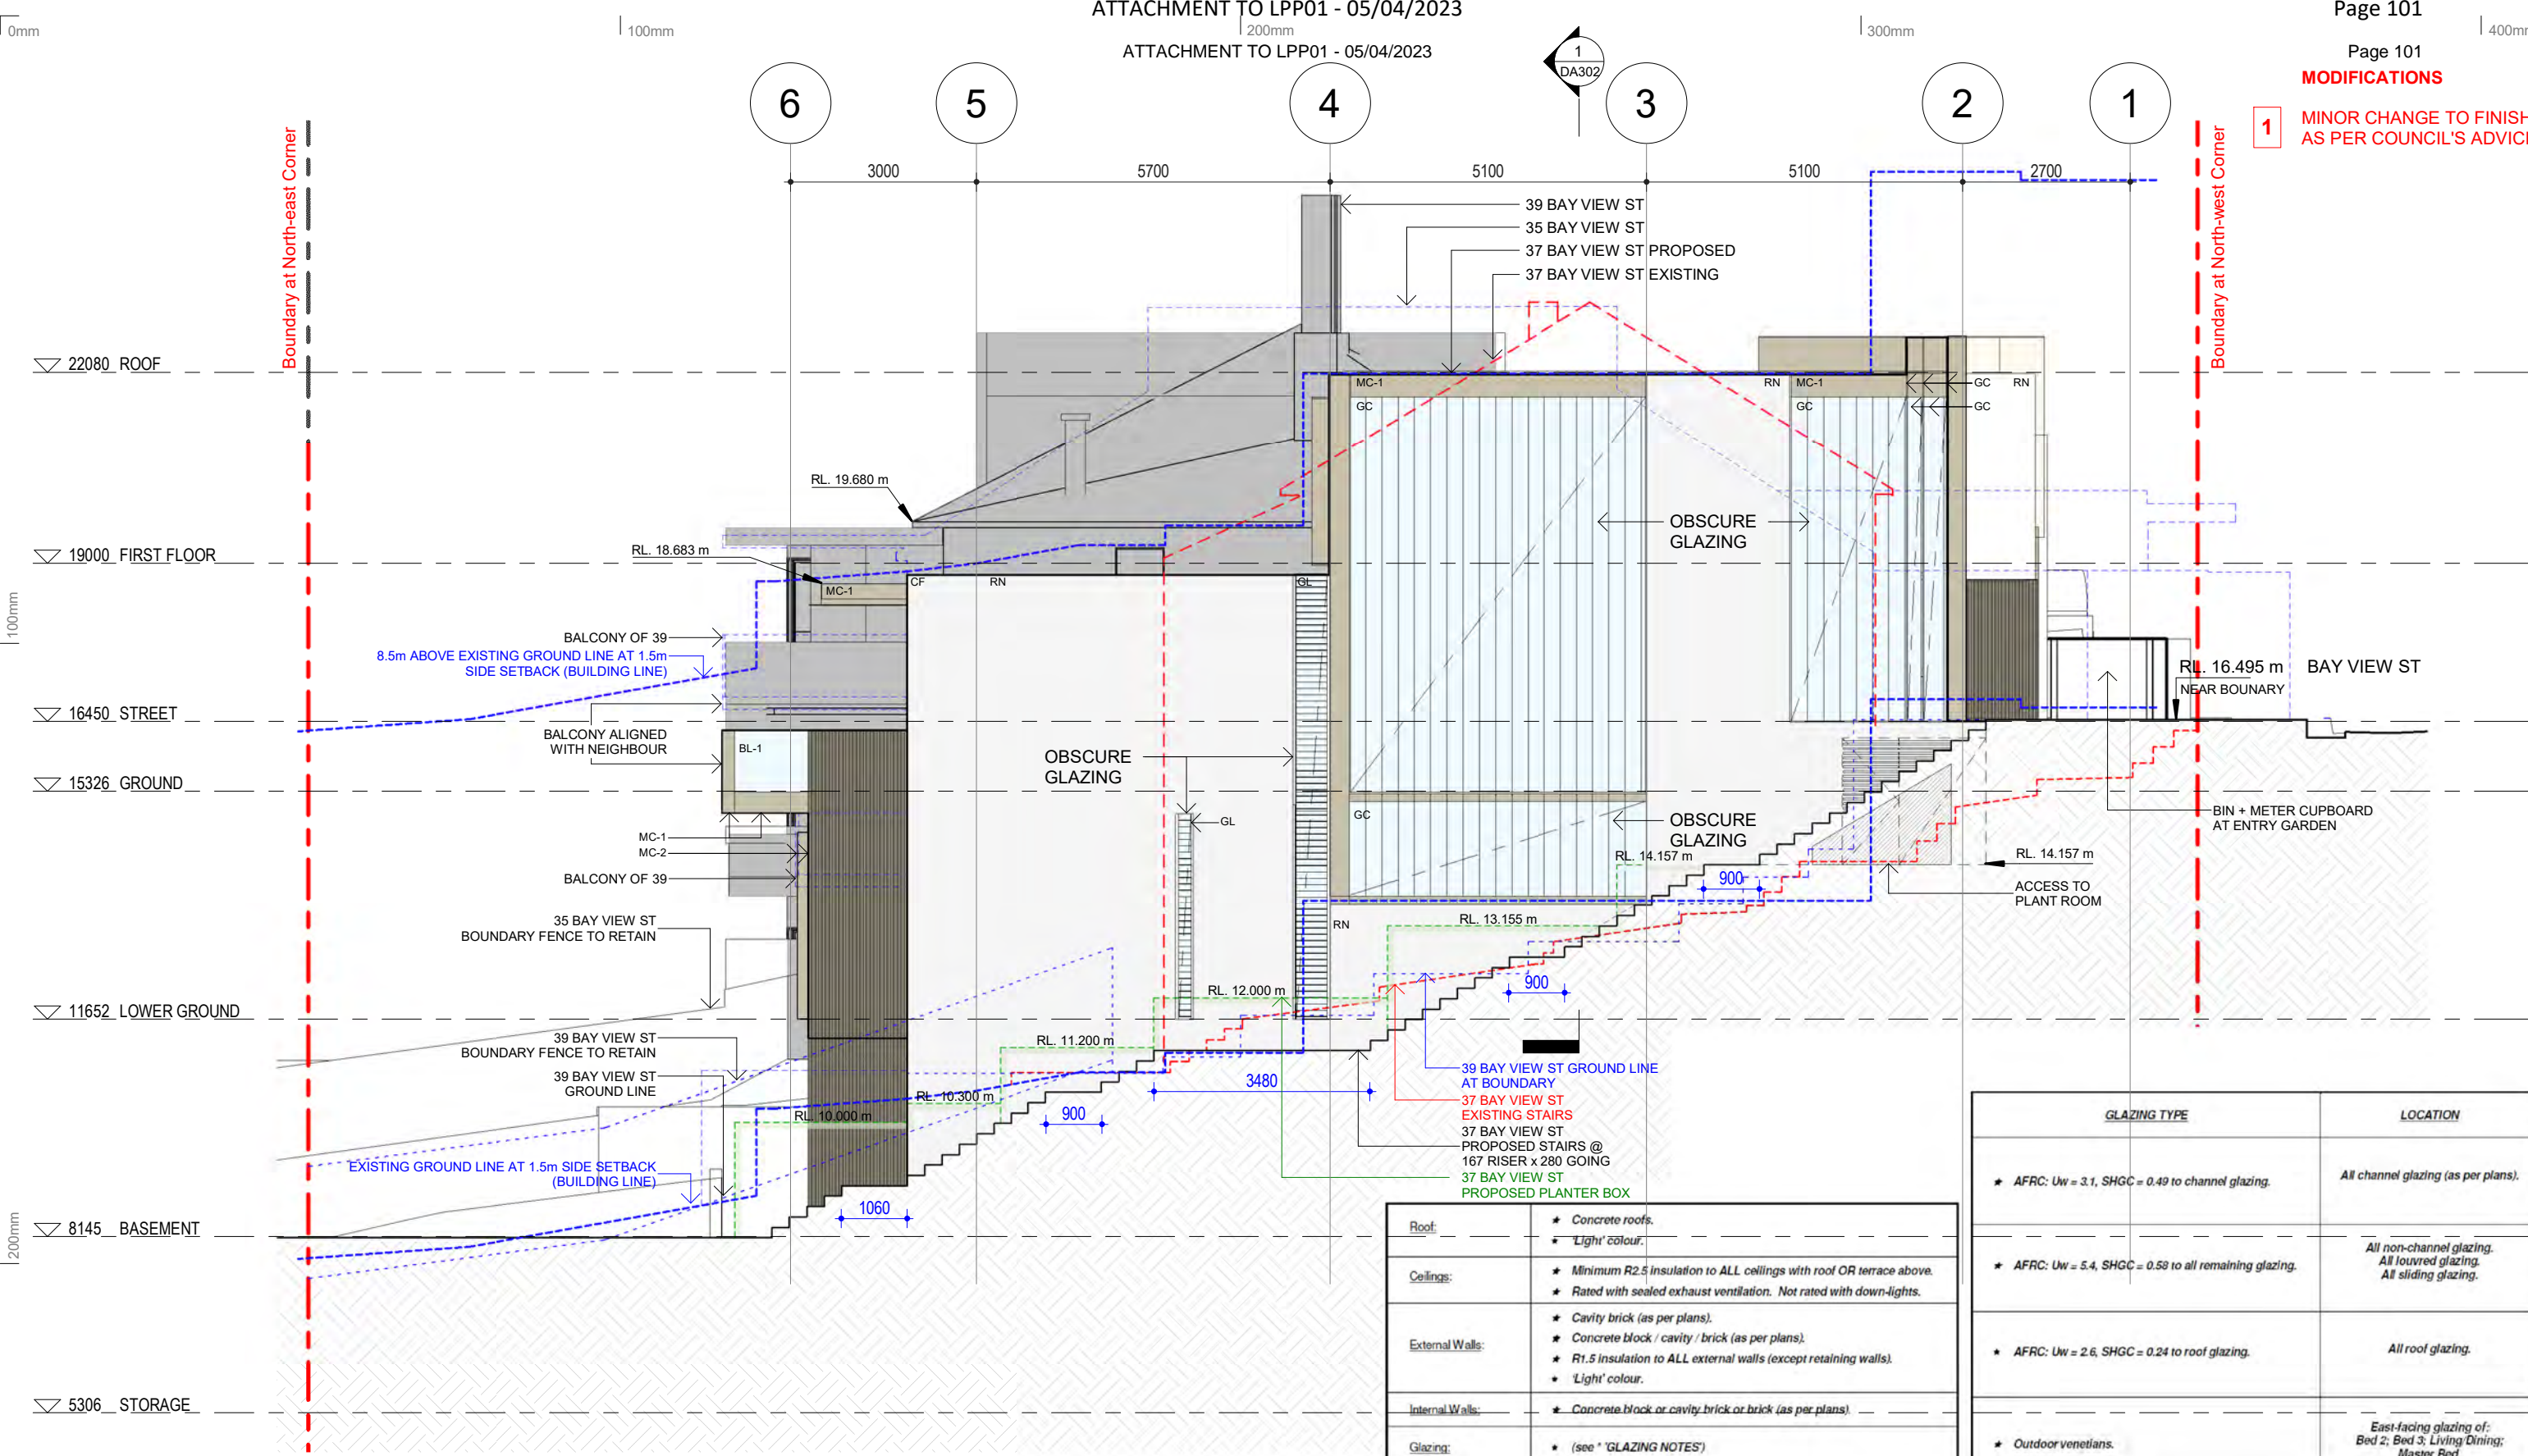 ATTACHMENT TO LPP01 - 05/04/2023
Page 101
0mm
100mm
200mm
300mm
ATTACHMENT TO LPP01 - 05/04/2023
Page 101
MODIFICATIONS
1
MINOR CHANGE TO FINISH
AS PER COUNCIL'S ADVIC
1
DA302
6
5
4
3
2
1
3000
5700
5100
5100
2700
Boundary at North-east Corner
Boundary at North-west Corner
39 BAY VIEW ST
35 BAY VIEW ST
37 BAY VIEW ST PROPOSED
37 BAY VIEW ST EXISTING
22080 ROOF
MC-1
RN
MC-1
GC
RN
GC
GC
GC
RL. 19.680 m
OBSCURE
GLAZING
19000 FIRST FLOOR
RL. 18.683 m
CF
RN
GL
MC-1
100mm
BALCONY OF 39
8.5m ABOVE EXISTING GROUND LINE AT 1.5m
SIDE SETBACK (BUILDING LINE)
RL. 16.495 m
BAY VIEW ST
NEAR BOUNARY
16450 STREET
BALCONY ALIGNED
WITH NEIGHBOUR
BL-1
OBSCURE
GLAZING
15326 GROUND
BIN + METER CUPBOARD
AT ENTRY GARDEN
GC
GL
OBSCURE
GLAZING
MC-1
MC-2
RL. 14.157 m
RL. 14.157 m
BALCONY OF 39
900
ACCESS TO
PLANT ROOM
35 BAY VIEW ST
BOUNDARY FENCE TO RETAIN
RL. 13.155 m
RN
900
RL. 12.000 m
11652 LOWER GROUND
39 BAY VIEW ST
BOUNDARY FENCE TO RETAIN
RL. 11.200 m
39 BAY VIEW ST GROUND LINE
AT BOUNDARY
39 BAY VIEW ST
GROUND LINE
3480
37 BAY VIEW ST
EXISTING STAIRS
RL. 10.300 m
RL. 10.000 m
900
37 BAY VIEW ST
PROPOSED STAIRS @
167 RISER x 280 GOING
EXISTING GROUND LINE AT 1.5m SIDE SETBACK
(BUILDING LINE)
37 BAY VIEW ST
PROPOSED PLANTER BOX
1060
8145 BASEMENT
200mm
5306 STORAGE
Roof:
★ Concrete roofs.
★ 'Light' colour.
Ceilings:
★ Minimum R2.5 insulation to ALL ceilings with roof OR terrace above.
★ Rated with sealed exhaust ventilation. Not rated with down-lights.
External Walls:
★ Cavity brick (as per plans).
★ Concrete block / cavity / brick (as per plans).
★ R1.5 insulation to ALL external walls (except retaining walls).
★ 'Light' colour.
Internal Walls:
★ Concrete block or cavity brick or brick (as per plans)
Glazing:
★ (see * 'GLAZING NOTES')
GLAZING TYPE
LOCATION
★ AFRC: Uw = 3.1, SHGC = 0.49 to channel glazing.
All channel glazing (as per plans).
★ AFRC: Uw = 5.4, SHGC = 0.58 to all remaining glazing.
All non-channel glazing.
All louvred glazing.
All sliding glazing.
★ AFRC: Uw = 2.6, SHGC = 0.24 to roof glazing.
All roof glazing.
★ Outdoor venetians.
East-facing glazing of:
Bed 2; Bed 3; Living/Dining;
Master Bed